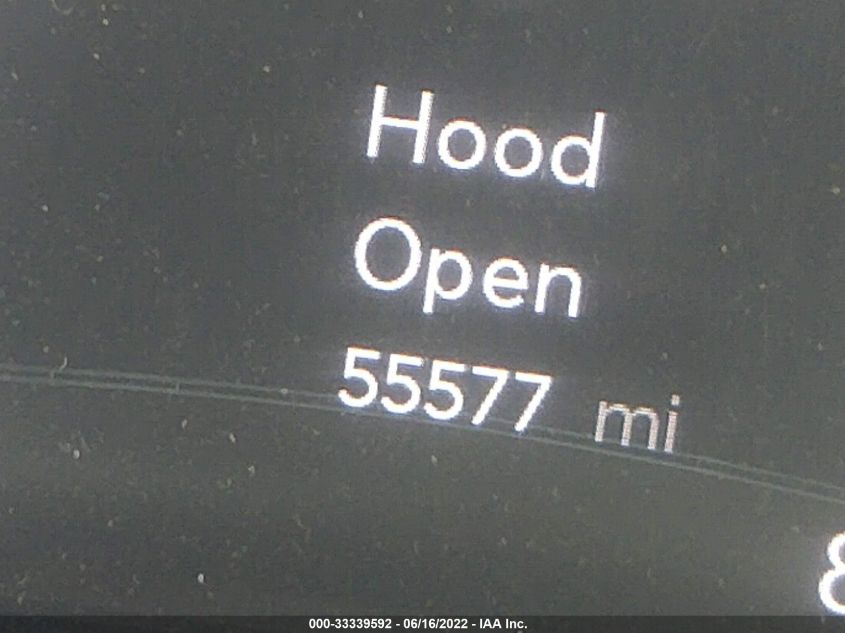 Hood
Open
55577 mi
000-33339592 - 06/16/2022 - IAA Inc.